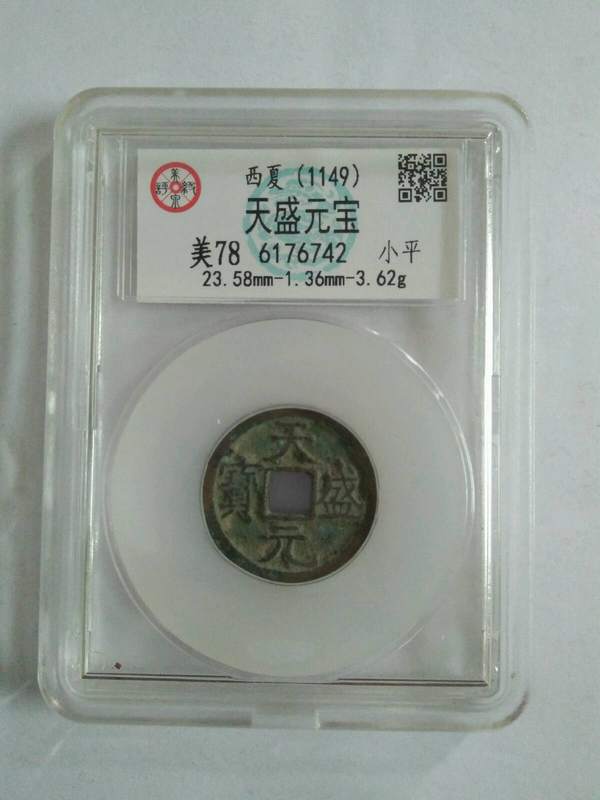 西夏（1149）
天盛元宝
美78 6176742 小平
23.58mm-1.36mm-3.62g
天盛元寶